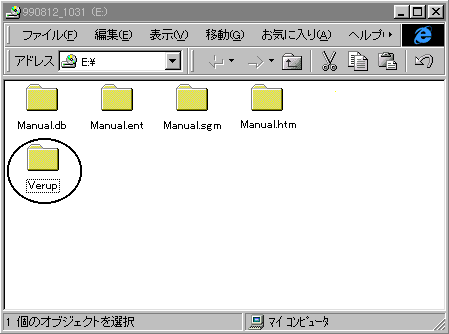 990812_1031 (E:)
ファイル(F) 編集(E) 表示(V) 移動(G) お気に入り(A) ヘルプ
アドレス E:¥
Manual.db Manual.ent Manual.sgm Manual.htm
Verup
1 個のオブジェクトを選択 マイ コンピュータ